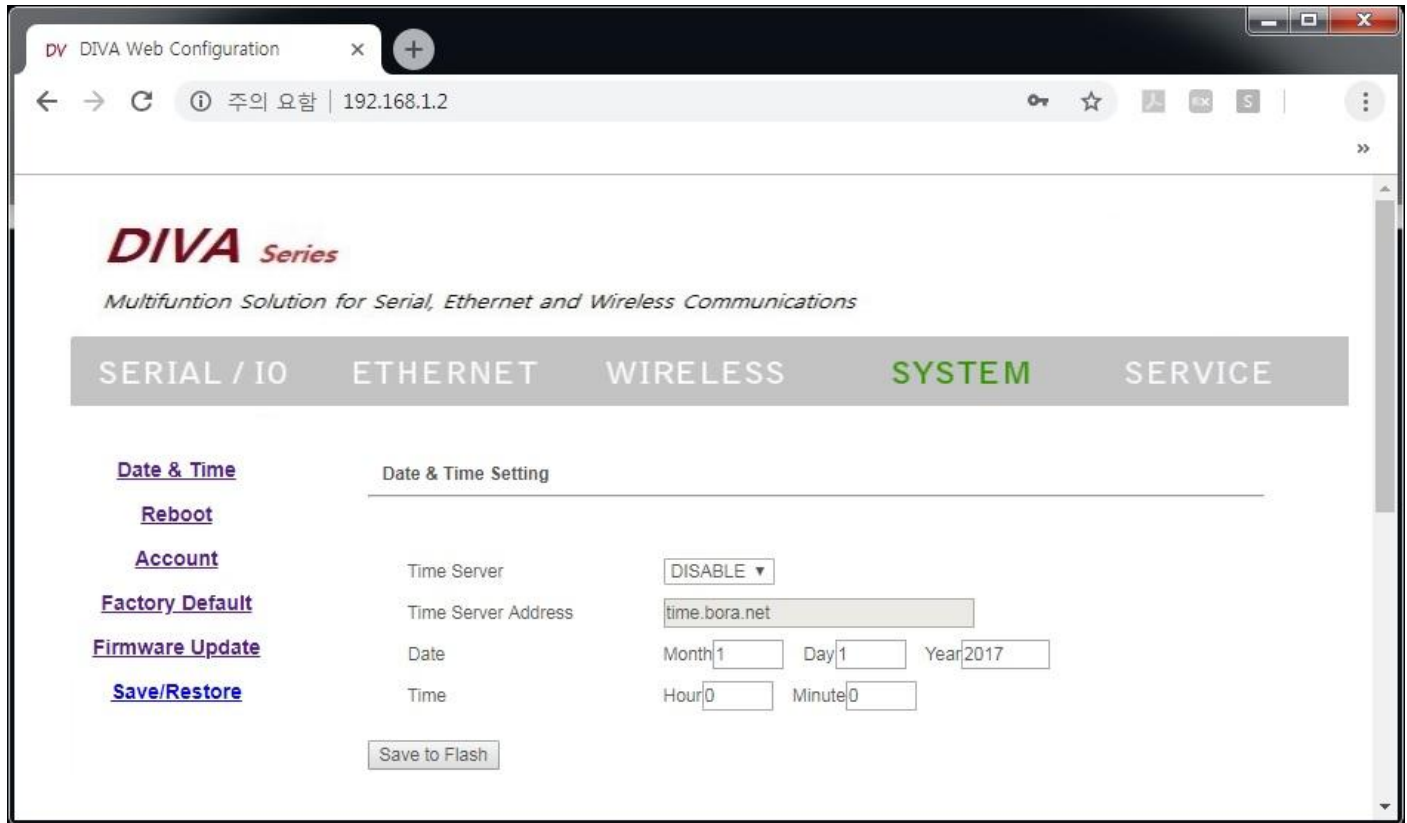 DV DIVA Web Configuration
주의 요함 192.168.1.2
DIVA Series
Multifuntion Solution for Serial, Ethernet and Wireless Communications
SERIAL / IO ETHERNET WIRELESS SYSTEM SERVICE
Date & Time
Reboot
Account
Factory Default
Firmware Update
Save/Restore
Date & Time Setting
Time Server DISABLE
Time Server Address time.bora.net
Date Month 1 Day 1 Year 2017
Time Hour 0 Minute 0
Save to Flash